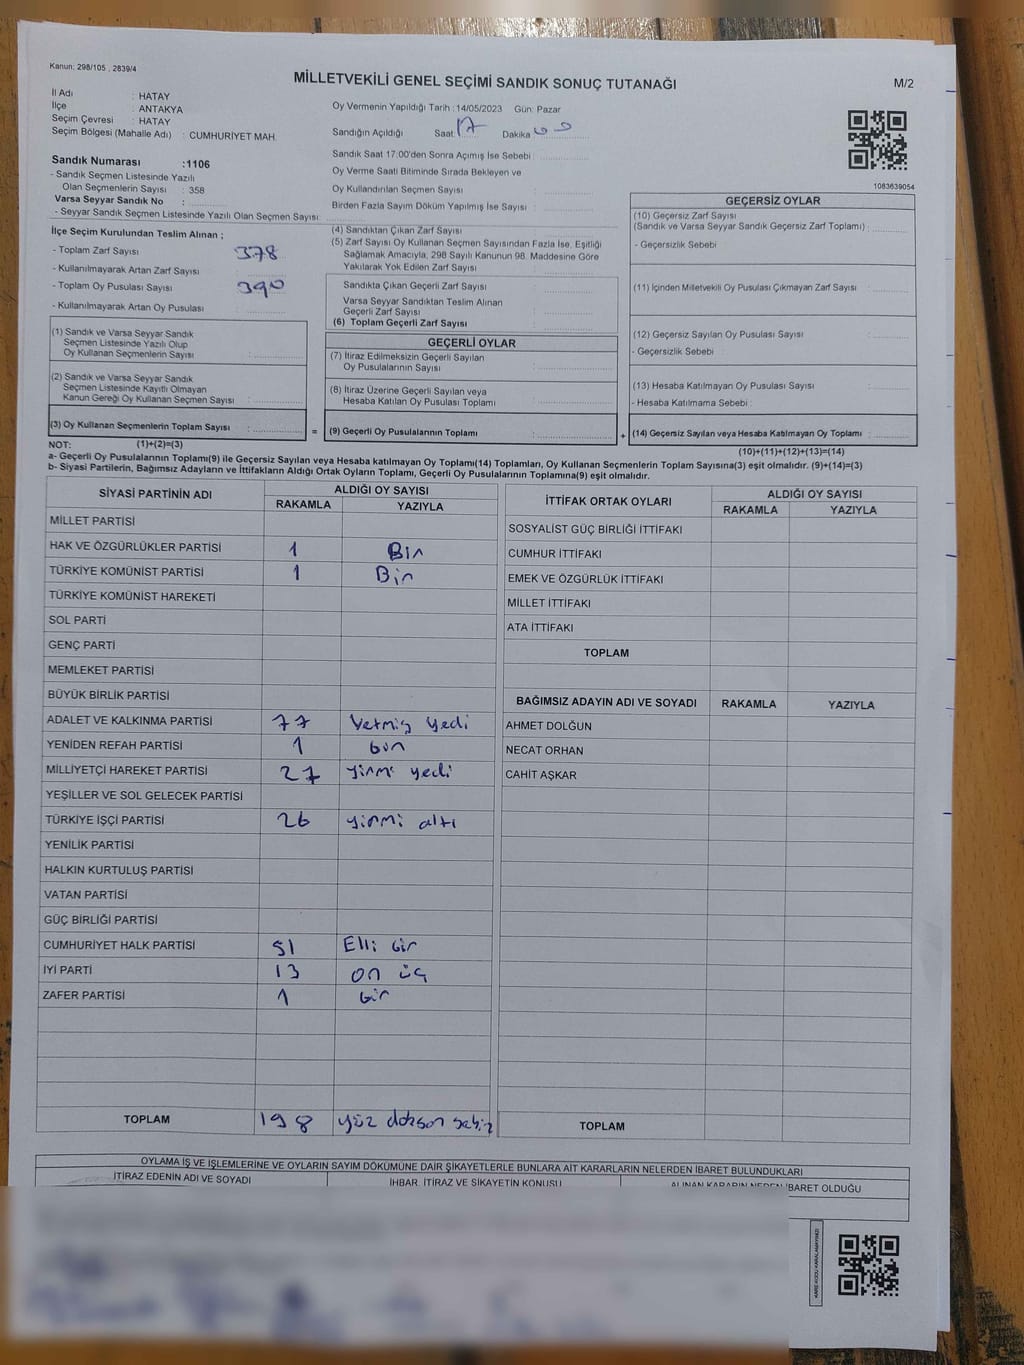 Kanun: 298/105 , 2839/4
MİLLETVEKİLİ GENEL SEÇİMİ SANDIK SONUÇ TUTANAĞI
M/2
İl Adı : HATAY
İlçe : ANTAKYA
Seçim Çevresi : HATAY
Seçim Bölgesi (Mahalle Adı) : CUMHURİYET MAH.
Sandık Numarası :1106
- Sandık Seçmen Listesinde Yazılı
Olan Seçmenlerin Sayısı : 358
Varsa Seyyar Sandık No :
- Seyyar Sandık Seçmen Listesinde Yazılı Olan Seçmen Sayısı:
Oy Vermenin Yapıldığı Tarih :14/05/2023 Gün: Pazar
Sandığın Açıldığı Saat 17 Dakika 00
Sandık Saat 17:00'den Sonra Açımış İse Sebebi :
Oy Verme Saati Bitiminde Sırada Bekleyen ve
Oy Kullandırılan Seçmen Sayısı :
Birden Fazla Sayım Döküm Yapılmış İse Sayısı :
1083639054
İlçe Seçim Kurulundan Teslim Alınan ;
- Toplam Zarf Sayısı : 378
- Kullanılmayarak Artan Zarf Sayısı :
- Toplam Oy Pusulası Sayısı : 390
- Kullanılmayarak Artan Oy Pusulası :
(1) Sandık ve Varsa Seyyar Sandık
Seçmen Listesinde Yazılı Olup
Oy Kullanan Seçmenlerin Sayısı :
(2) Sandık ve Varsa Seyyar Sandık
Seçmen Listesinde Kayıtlı Olmayan
Kanun Gereği Oy Kullanan Seçmen Sayısı :
(3) Oy Kullanan Seçmenlerin Toplam Sayısı :
(1)+(2)=(3)
(4) Sandıktan Çıkan Zarf Sayısı :
(5) Zarf Sayısı Oy Kullanan Seçmen Sayısından Fazla İse, Eşitliği
Sağlamak Amacıyla, 298 Sayılı Kanunun 98. Maddesine Göre
Yakılarak Yok Edilen Zarf Sayısı :
Sandıkta Çıkan Geçerli Zarf Sayısı :
Varsa Seyyar Sandıktan Teslim Alınan
Geçerli Zarf Sayısı :
(6) Toplam Geçerli Zarf Sayısı :
GEÇERLİ OYLAR
(7) İtiraz Edilmeksizin Geçerli Sayılan
Oy Pusulalarının Sayısı :
(8) İtiraz Üzerine Geçerli Sayılan veya
Hesaba Katılan Oy Pusulası Toplamı :
= (9) Geçerli Oy Pusulalarının Toplamı :
GEÇERSİZ OYLAR
(10) Geçersiz Zarf Sayısı
(Sandık ve Varsa Seyyar Sandık Geçersiz Zarf Toplamı) :
- Geçersizlik Sebebi :
(11) İçinden Milletvekili Oy Pusulası Çıkmayan Zarf Sayısı :
(12) Geçersiz Sayılan Oy Pusulası Sayısı :
- Geçersizlik Sebebi :
(13) Hesaba Katılmayan Oy Pusulası Sayısı :
- Hesaba Katılmama Sebebi :
+ (14) Geçersiz Sayılan veya Hesaba Katılmayan Oy Toplamı :
(10)+(11)+(12)+(13)=(14)
NOT:
a- Geçerli Oy Pusulalarının Toplamı(9) ile Geçersiz Sayılan veya Hesaba katılmayan Oy Toplamı(14) Toplamları, Oy Kullanan Seçmenlerin Toplam Sayısına(3) eşit olmalıdır. (9)+(14)=(3)
b- Siyasi Partilerin, Bağımsız Adayların ve İttifakların Aldığı Ortak Oyların Toplamı, Geçerli Oy Pusulalarının Toplamına(9) eşit olmalıdır.
SİYASİ PARTİNİN ADI ALDIĞI OY SAYISI
RAKAMLA YAZIYLA
MİLLET PARTİSİ
HAK VE ÖZGÜRLÜKLER PARTİSİ 1 Bir
TÜRKİYE KOMÜNİST PARTİSİ 1 Bir
TÜRKİYE KOMÜNİST HAREKETİ
SOL PARTİ
GENÇ PARTİ
MEMLEKET PARTİSİ
BÜYÜK BİRLİK PARTİSİ
ADALET VE KALKINMA PARTİSİ 77 Yetmiş yedi
YENİDEN REFAH PARTİSİ 1 bir
MİLLİYETÇİ HAREKET PARTİSİ 27 yirmi yedi
YEŞİLLER VE SOL GELECEK PARTİSİ
TÜRKİYE İŞÇİ PARTİSİ 26 yirmi altı
YENİLİK PARTİSİ
HALKIN KURTULUŞ PARTİSİ
VATAN PARTİSİ
GÜÇ BİRLİĞİ PARTİSİ
CUMHURİYET HALK PARTİSİ 51 Elli bir
İYİ PARTİ 13 on üç
ZAFER PARTİSİ 1 bir
TOPLAM 198 yüz doksan sekiz
İTTİFAK ORTAK OYLARI ALDIĞI OY SAYISI
RAKAMLA YAZIYLA
SOSYALİST GÜÇ BİRLİĞİ İTTİFAKI
CUMHUR İTTİFAKI
EMEK VE ÖZGÜRLÜK İTTİFAKI
MİLLET İTTİFAKI
ATA İTTİFAKI
TOPLAM
BAĞIMSIZ ADAYIN ADI VE SOYADI RAKAMLA YAZIYLA
AHMET DOLĞUN
NECAT ORHAN
CAHİT AŞKAR
TOPLAM
OYLAMA İŞ VE İŞLEMLERİNE VE OYLARIN SAYIM DÖKÜMÜNE DAİR ŞİKAYETLERLE BUNLARA AİT KARARLARIN NELERDEN İBARET BULUNDUKLARI
İTİRAZ EDENİN ADI VE SOYADI İHBAR, İTİRAZ VE ŞİKAYETİN KONUSU ALINAN KARARIN NEDEN İBARET OLDUĞU
KARE KODU KARALAMAYINIZ!